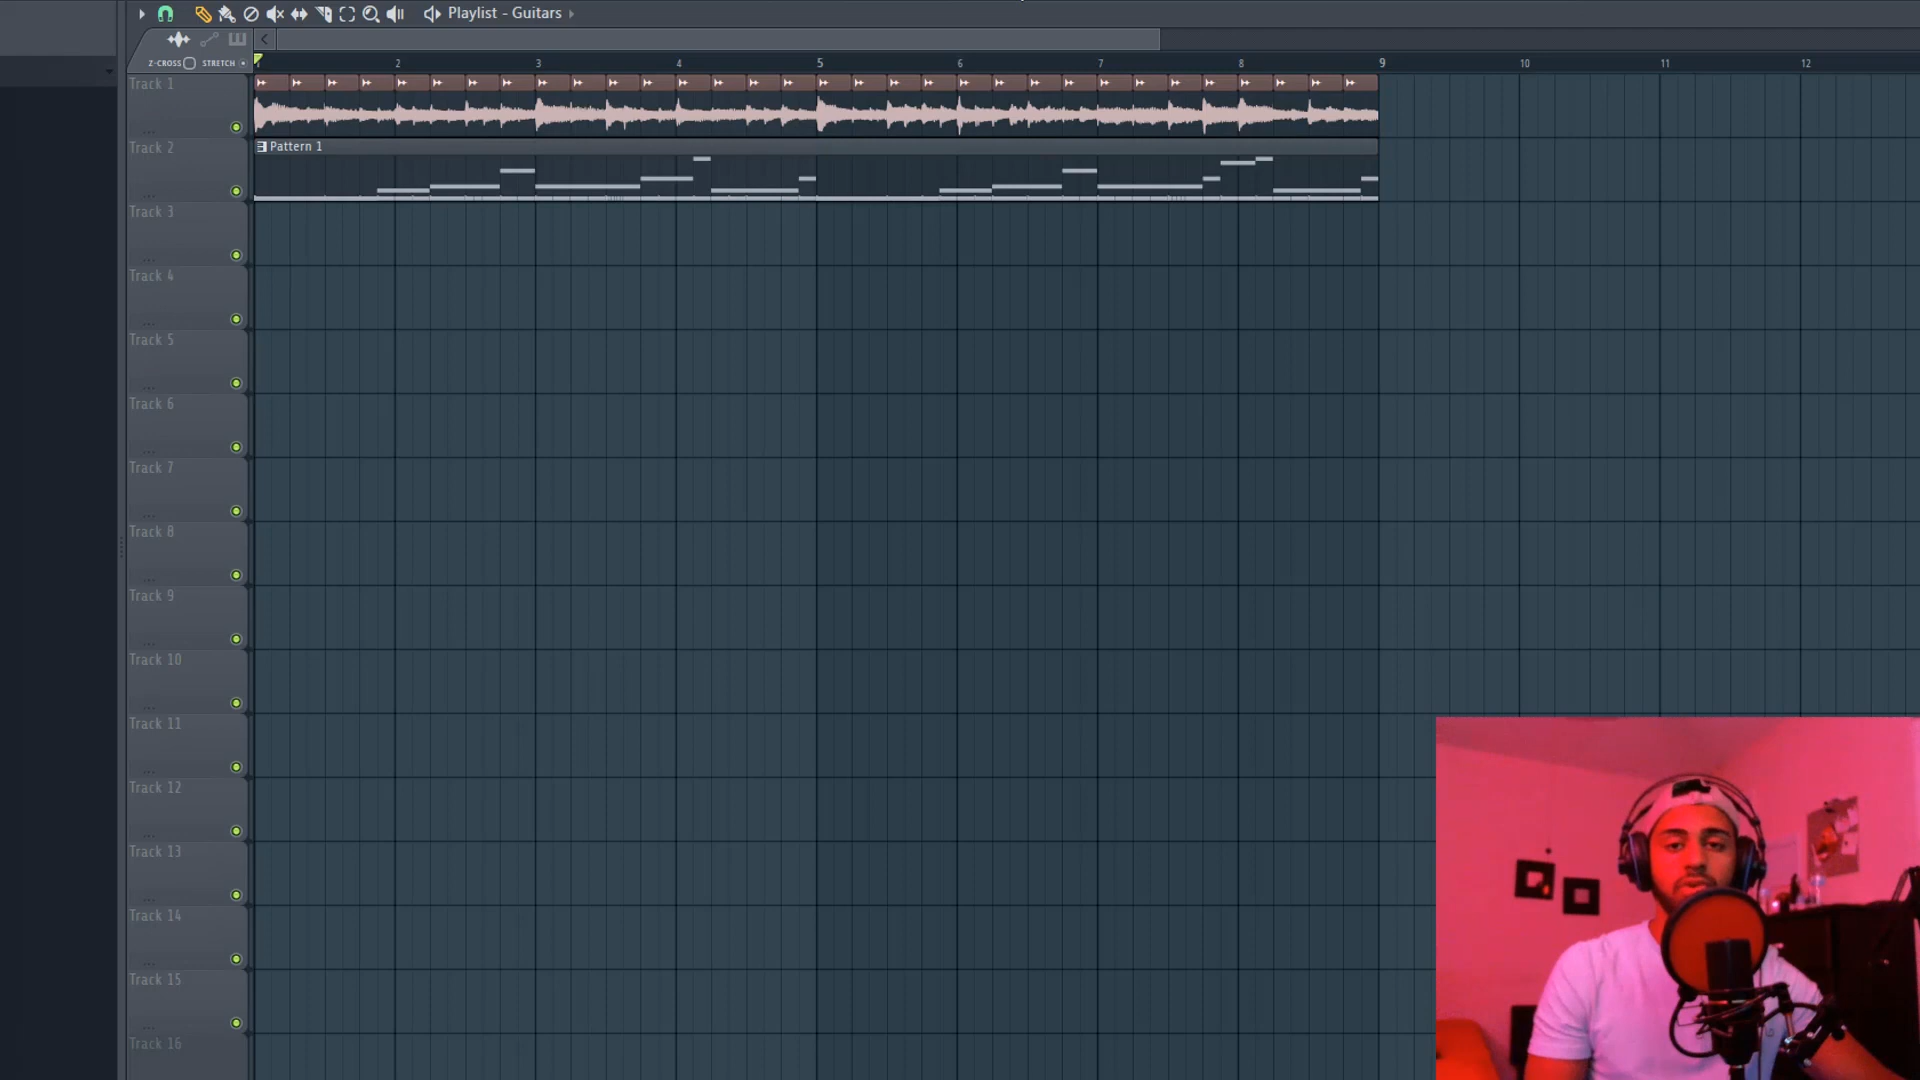 Playlist - Guitars
Z-CROSS STRETCH
2 3 4 5 6 7 8 9 10 11 12
Track 1
Track 2
Pattern 1
Track 3
Track 4
Track 5
Track 6
Track 7
Track 8
Track 9
Track 10
Track 11
Track 12
Track 13
Track 14
Track 15
Track 16